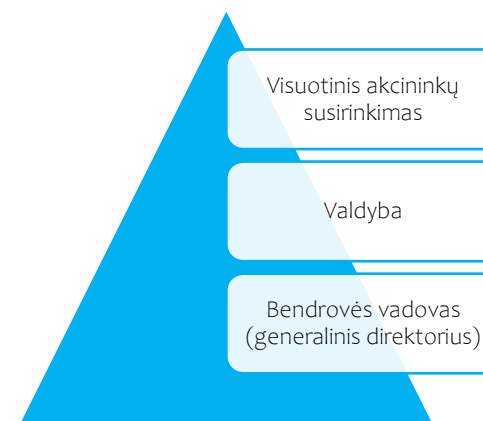 Visuotinis akcininkų
susirinkimas
Valdyba
Bendrovės vadovas
(generalinis direktorius)